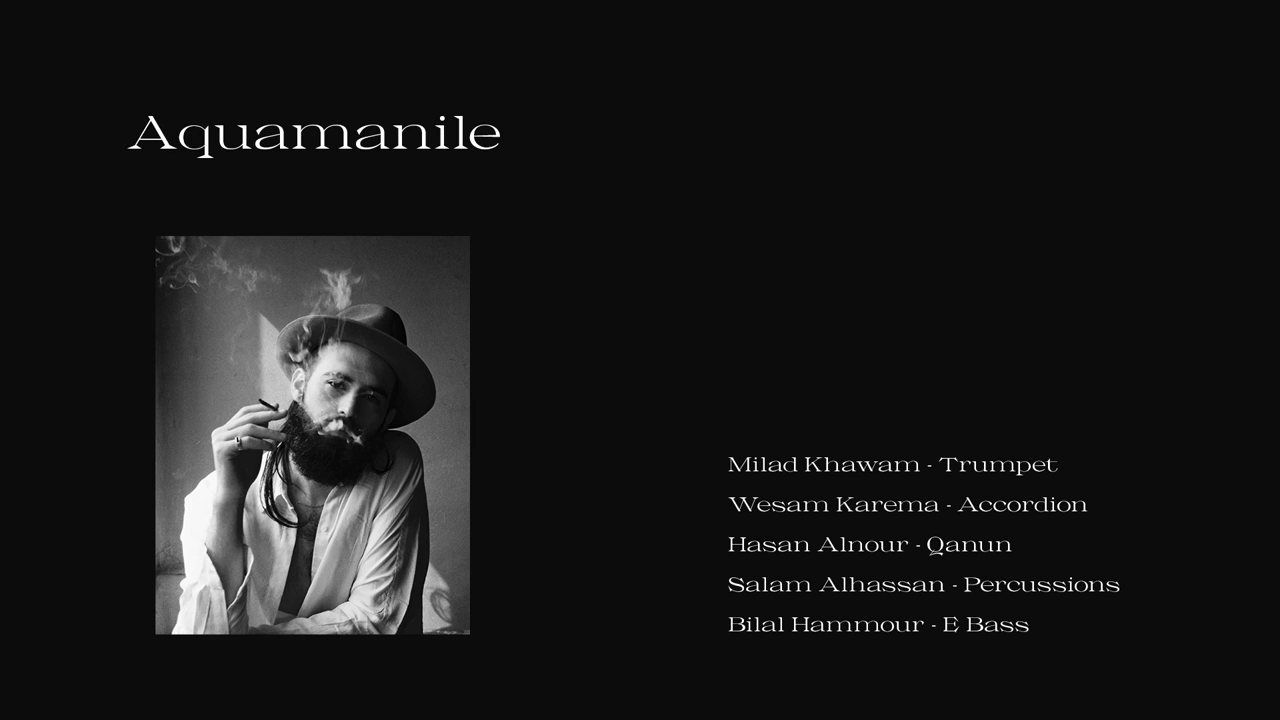 Aquamanile
Milad Khawam - Trumpet
Wesam Karema - Accordion
Hasan Alnour - Qanun
Salam Alhassan - Percussions
Bilal Hammour - E Bass